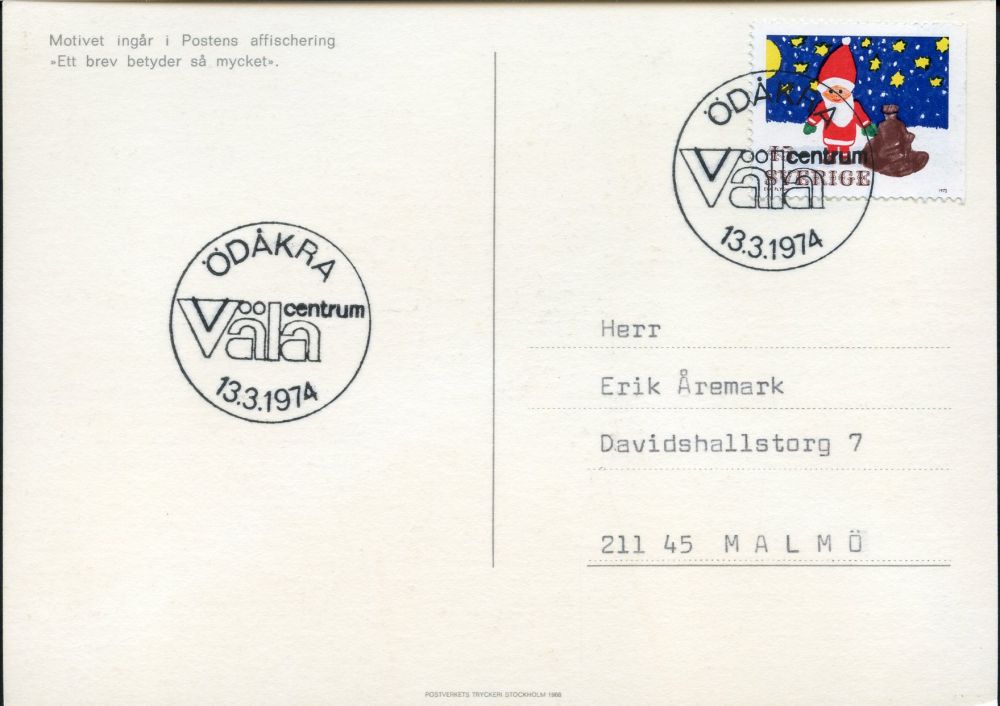 Motivet ingår i Postens affischering
»Ett brev betyder så mycket».
SVERIGE
ÖDÅKRA
Väla centrum
13.3.1974
ÖDÅKRA
Väla centrum
13.3.1974
Herr
Erik Åremark
Davidshallstorg 7
211 45 MALMÖ
POSTVERKETS TRYCKERI STOCKHOLM 1968